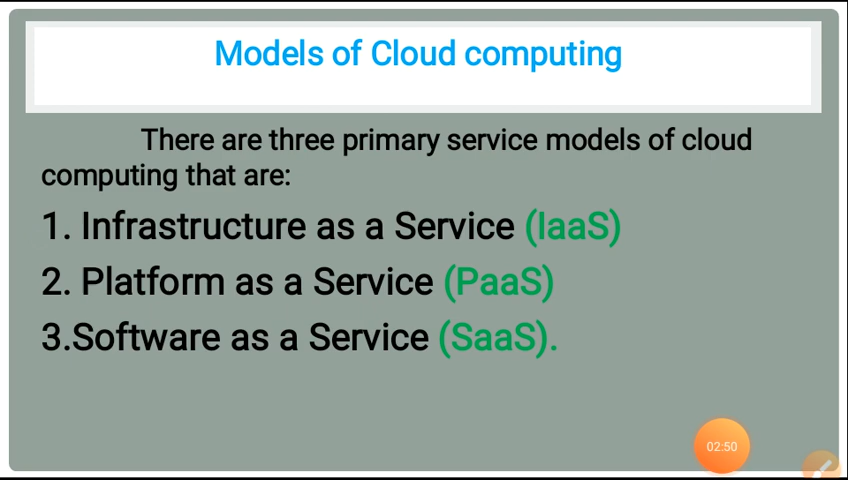 Models of Cloud computing
There are three primary service models of cloud
computing that are:
1. Infrastructure as a Service (IaaS)
2. Platform as a Service (PaaS)
3.Software as a Service (SaaS).
02:50